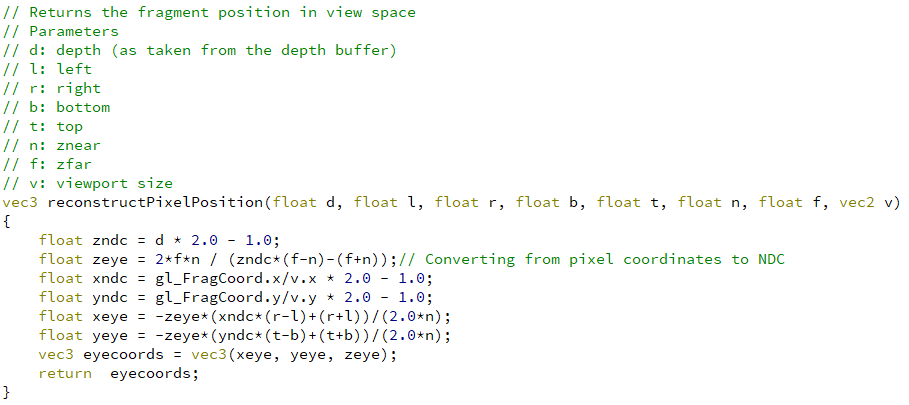 // Returns the fragment position in view space
// Parameters
// d: depth (as taken from the depth buffer)
// l: left
// r: right
// b: bottom
// t: top
// n: znear
// f: zfar
// v: viewport size
vec3 reconstructPixelPosition(float d, float l, float r, float b, float t, float n, float f, vec2 v)
{
    float zndc = d * 2.0 - 1.0;
    float zeye = 2*f*n / (zndc*(f-n)-(f+n));// Converting from pixel coordinates to NDC
    float xndc = gl_FragCoord.x/v.x * 2.0 - 1.0;
    float yndc = gl_FragCoord.y/v.y * 2.0 - 1.0;
    float xeye = -zeye*(xndc*(r-l)+(r+l))/(2.0*n);
    float yeye = -zeye*(yndc*(t-b)+(t+b))/(2.0*n);
    vec3 eyecoords = vec3(xeye, yeye, zeye);
    return  eyecoords;
}